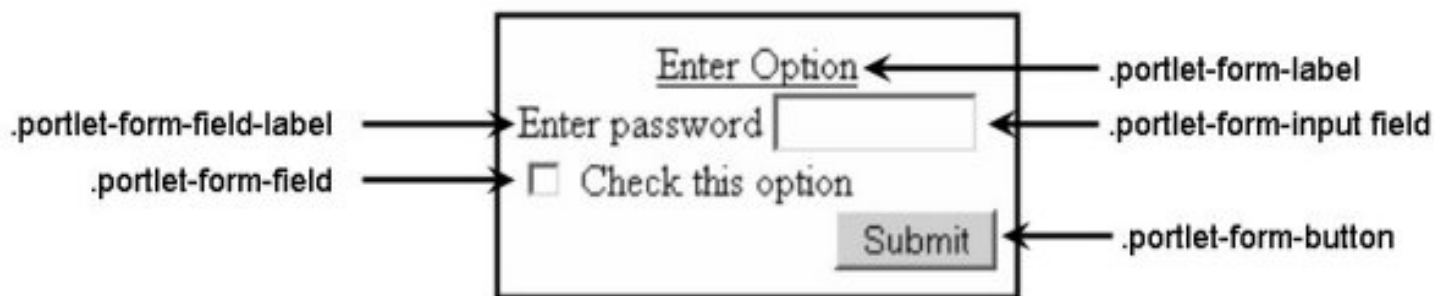 Enter Option
.portlet-form-label
.portlet-form-field-label
Enter password
.portlet-form-input field
.portlet-form-field
Check this option
Submit
.portlet-form-button